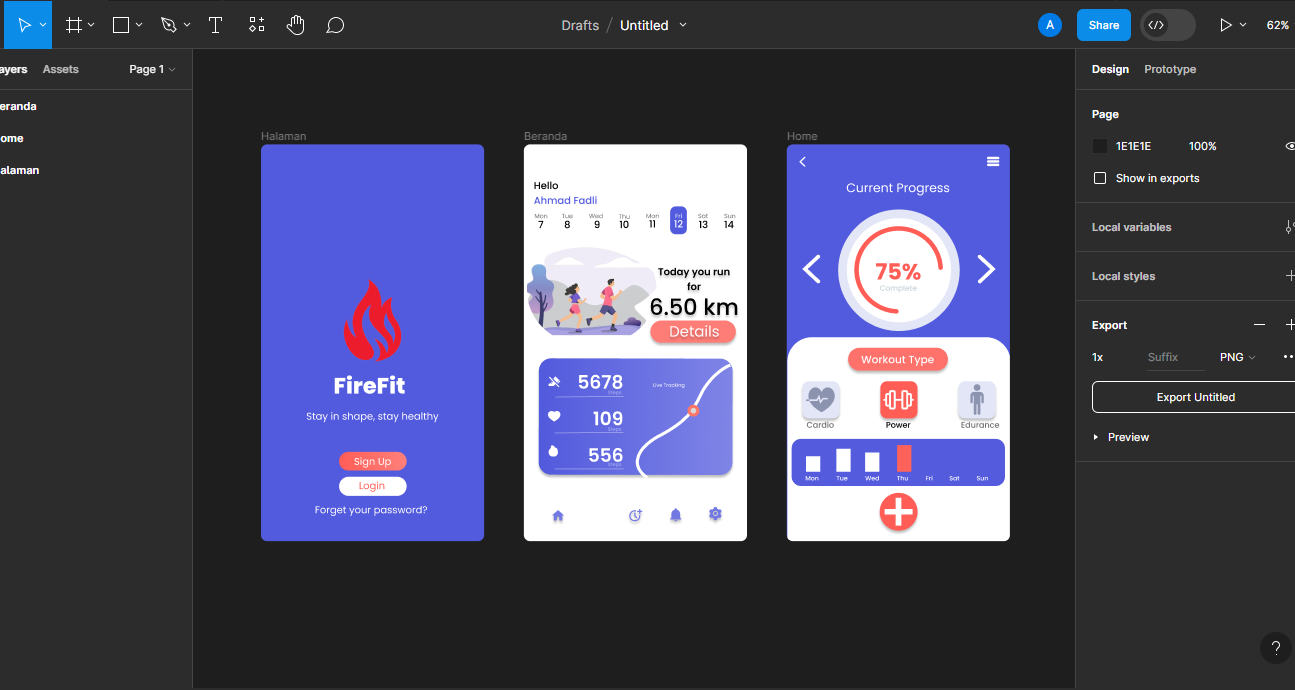 Drafts / Untitled
A
Share
62%
ayers Assets Page 1
eranda
ome
alaman
Halaman
FireFit
Stay in shape, stay healthy
Sign Up
Login
Forget your password?
Beranda
Hello
Ahmad Fadli
Mon Tue Wed Thu Mon Fri Sat Sun
7 8 9 10 11 12 13 14
Today you run
for
6.50 km
Details
5678
Steps
Live Tracking
109
Steps
556
Steps
Home
Current Progress
75%
Complete
Workout Type
Cardio Power Edurance
Mon Tue Wed Thu Fri Sat Sun
Design Prototype
Page
1E1E1E 100%
Show in exports
Local variables
Local styles
Export
1x Suffix PNG
Export Untitled
Preview
?